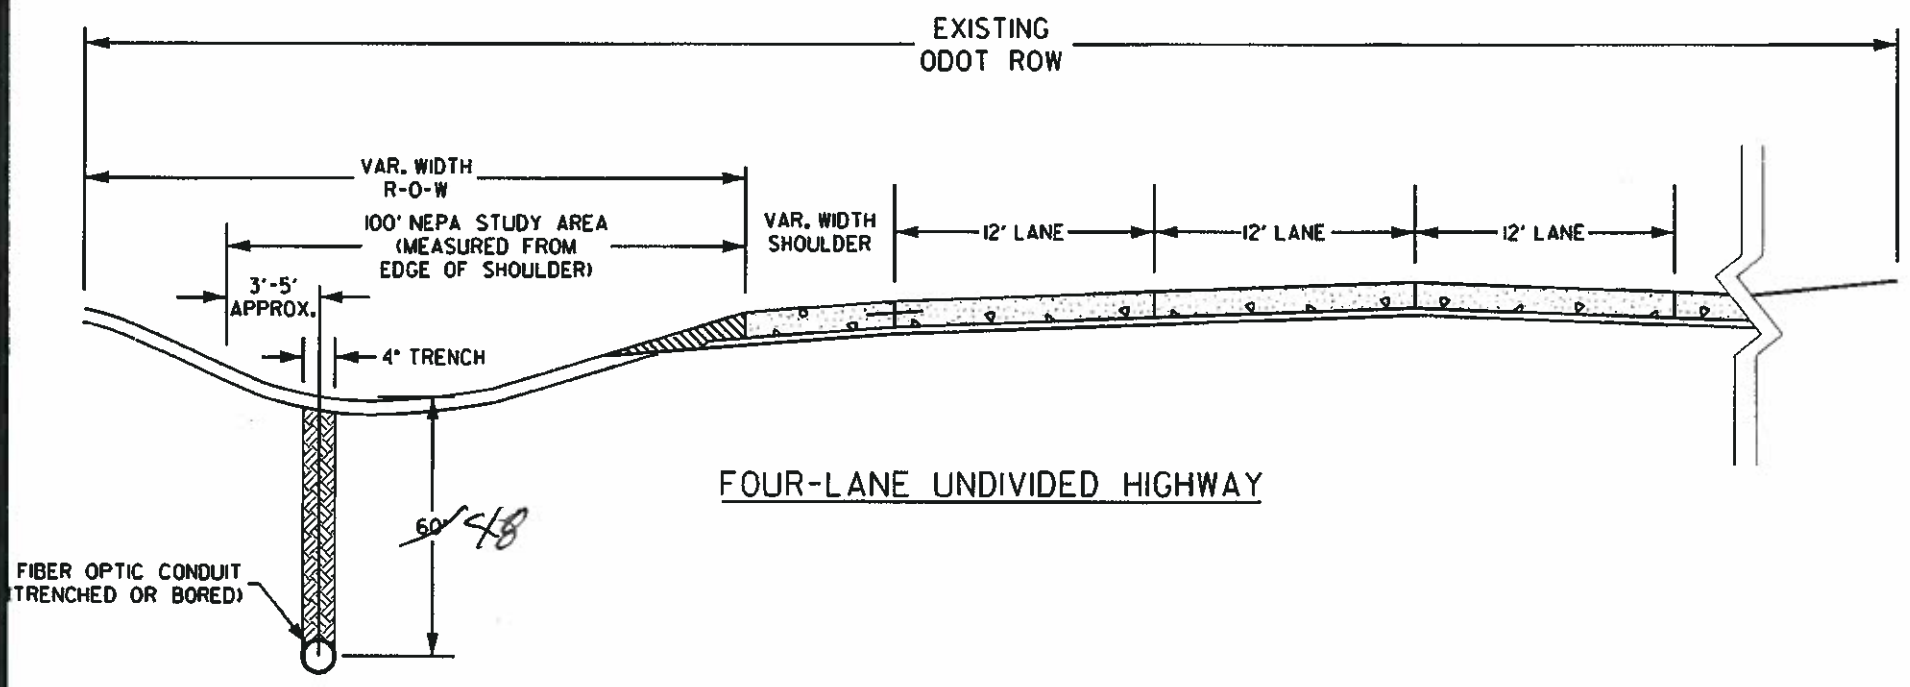 EXISTING
ODOT ROW
VAR. WIDTH
R-O-W
100' NEPA STUDY AREA
(MEASURED FROM
EDGE OF SHOULDER)
VAR. WIDTH
SHOULDER
12' LANE
12' LANE
12' LANE
3'-5'
APPROX.
4" TRENCH
FOUR-LANE UNDIVIDED HIGHWAY
60" 48
FIBER OPTIC CONDUIT
(TRENCHED OR BORED)